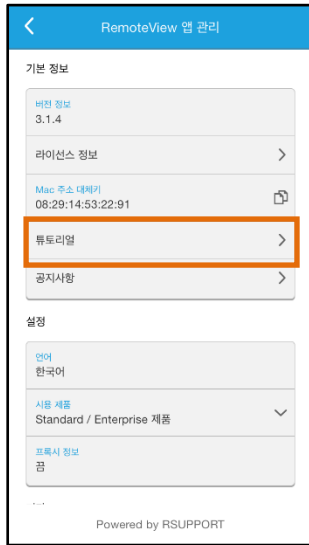 RemoteView 앱 관리
기본 정보
버전 정보
3.1.4
라이선스 정보
Mac 주소 대체키
08:29:14:53:22:91
튜토리얼
공지사항
설정
언어
한국어
사용 제품
Standard / Enterprise 제품
프록시 정보
끔
Powered by RSUPPORT